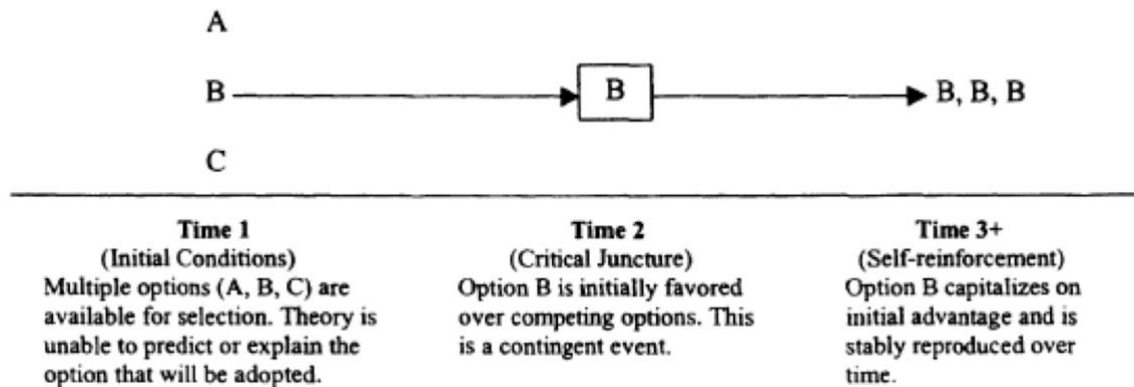 A
B
B
B, B, B
C
Time 1
(Initial Conditions)
Multiple options (A, B, C) are
available for selection. Theory is
unable to predict or explain the
option that will be adopted.
Time 2
(Critical Juncture)
Option B is initially favored
over competing options. This
is a contingent event.
Time 3+
(Self-reinforcement)
Option B capitalizes on
initial advantage and is
stably reproduced over
time.